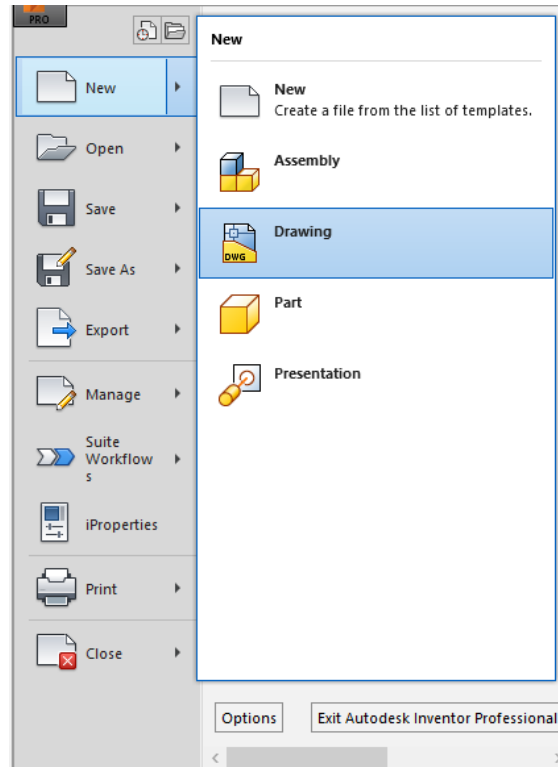 PRO
New
New
Open
Save
Save As
Export
Manage
Suite
Workflow
s
iProperties
Print
Close
New
Create a file from the list of templates.
Assembly
DWG
Drawing
Part
Presentation
Options
Exit Autodesk Inventor Professional